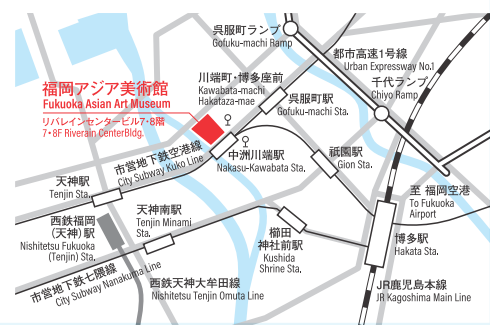 呉服町ランプ
Gofuku-machi Ramp
都市高速1号線
Urban Expressway No.1
千代ランプ
Chiyo Ramp
川端町・博多座前
Kawabata-machi
Hakataza-mae
呉服町駅
Gofuku-machi Sta.
福岡アジア美術館
Fukuoka Asian Art Museum
リバレインセンタービル7・8階
7・8F Riverain CenterBldg.
市営地下鉄空港線
City Subway Kuko Line
中洲川端駅
Nakasu-Kawabata Sta.
祇園駅
Gion Sta.
天神駅
Tenjin Sta.
至 福岡空港
To Fukuoka
Airport
西鉄福岡
(天神)駅
Nishitetsu Fukuoka
(Tenjin) Sta.
天神南駅
Tenjin Minami
Sta.
櫛田
神社前駅
Kushida
Shrine Sta.
博多駅
Hakata Sta.
市営地下鉄七隈線
City Subway Nanakuma Line
西鉄天神大牟田線
Nishitetsu Tenjin Omuta Line
JR鹿児島本線
JR Kagoshima Main Line